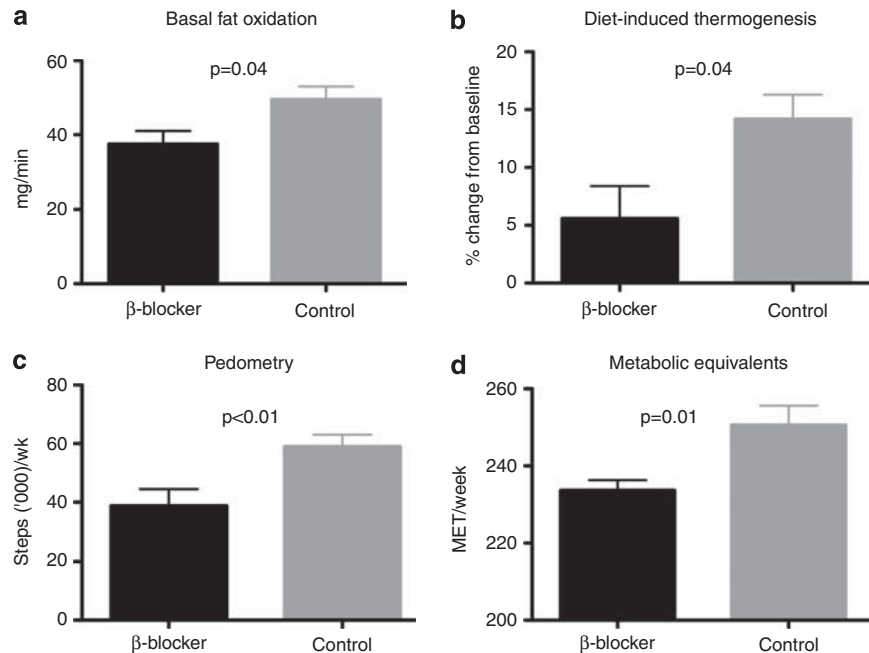 a Basal fat oxidation
60
40
20
0
mg/min
p=0.04
β-blocker Control
b Diet-induced thermogenesis
20
15
10
5
0
% change from baseline
p=0.04
β-blocker Control
c Pedometry
80
60
40
20
0
Steps ('000)/wk
p<0.01
β-blocker Control
d Metabolic equivalents
260
240
220
200
MET/week
p=0.01
β-blocker Control